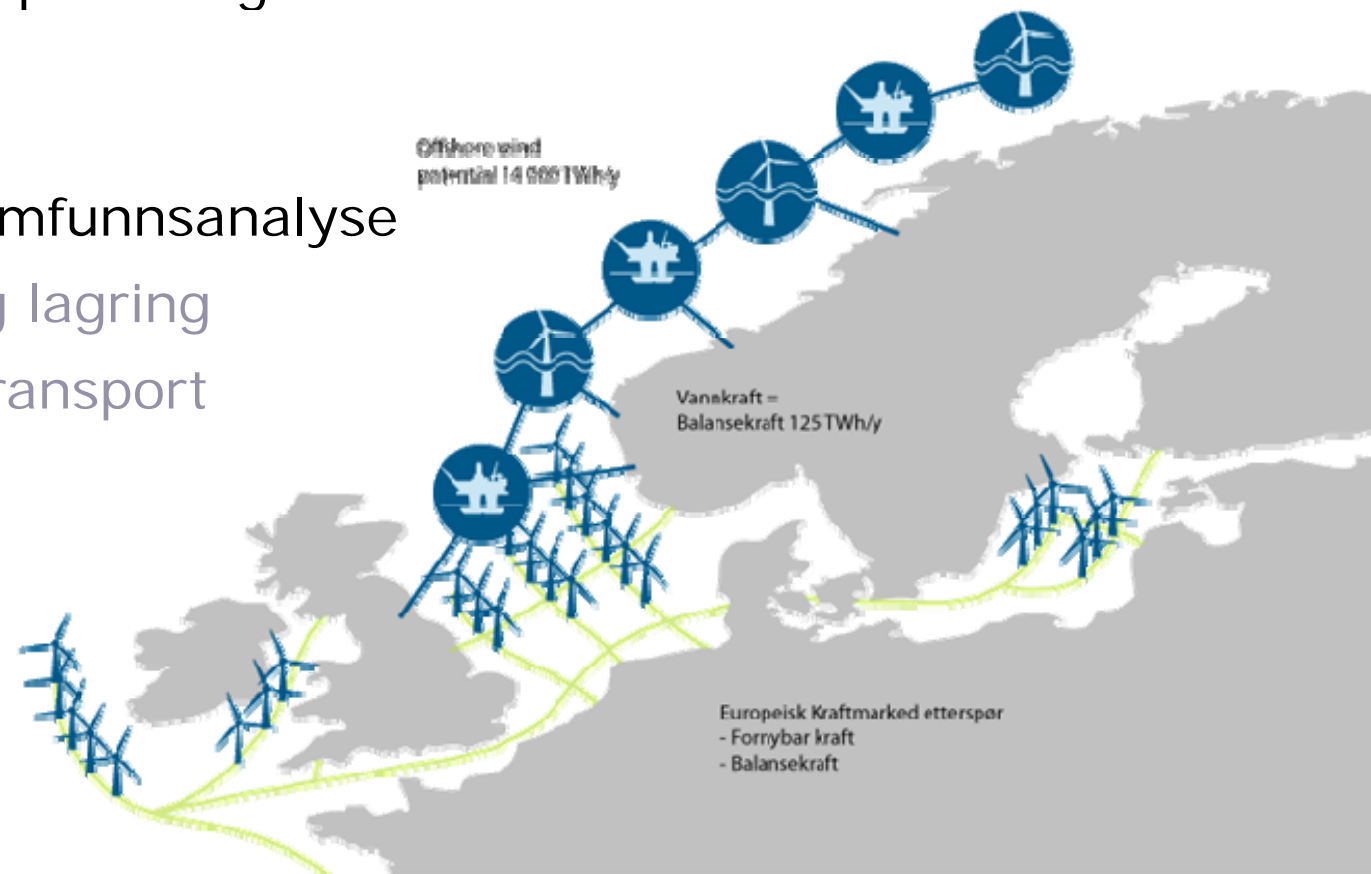 Offshore wind
potential 14 000 TWh/y
mfunnsanalyse
g lagring
ransport
Vannkraft =
Balansekraft 125 TWh/y
Europeisk Kraftmarked etterspør
- Fornybar kraft
- Balansekraft